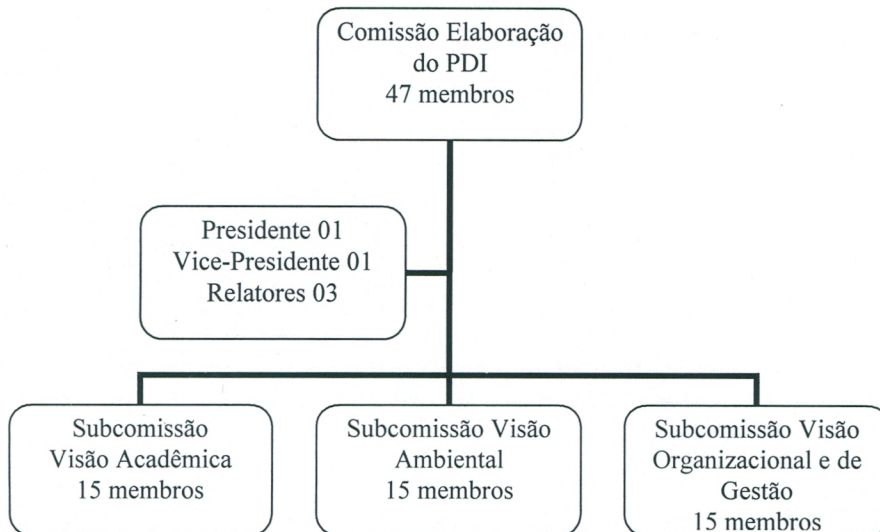 Comissão Elaboração
do PDI
47 membros
Presidente 01
Vice-Presidente 01
Relatores 03
Subcomissão
Visão Acadêmica
15 membros
Subcomissão Visão
Ambiental
15 membros
Subcomissão Visão
Organizacional e de
Gestão
15 membros